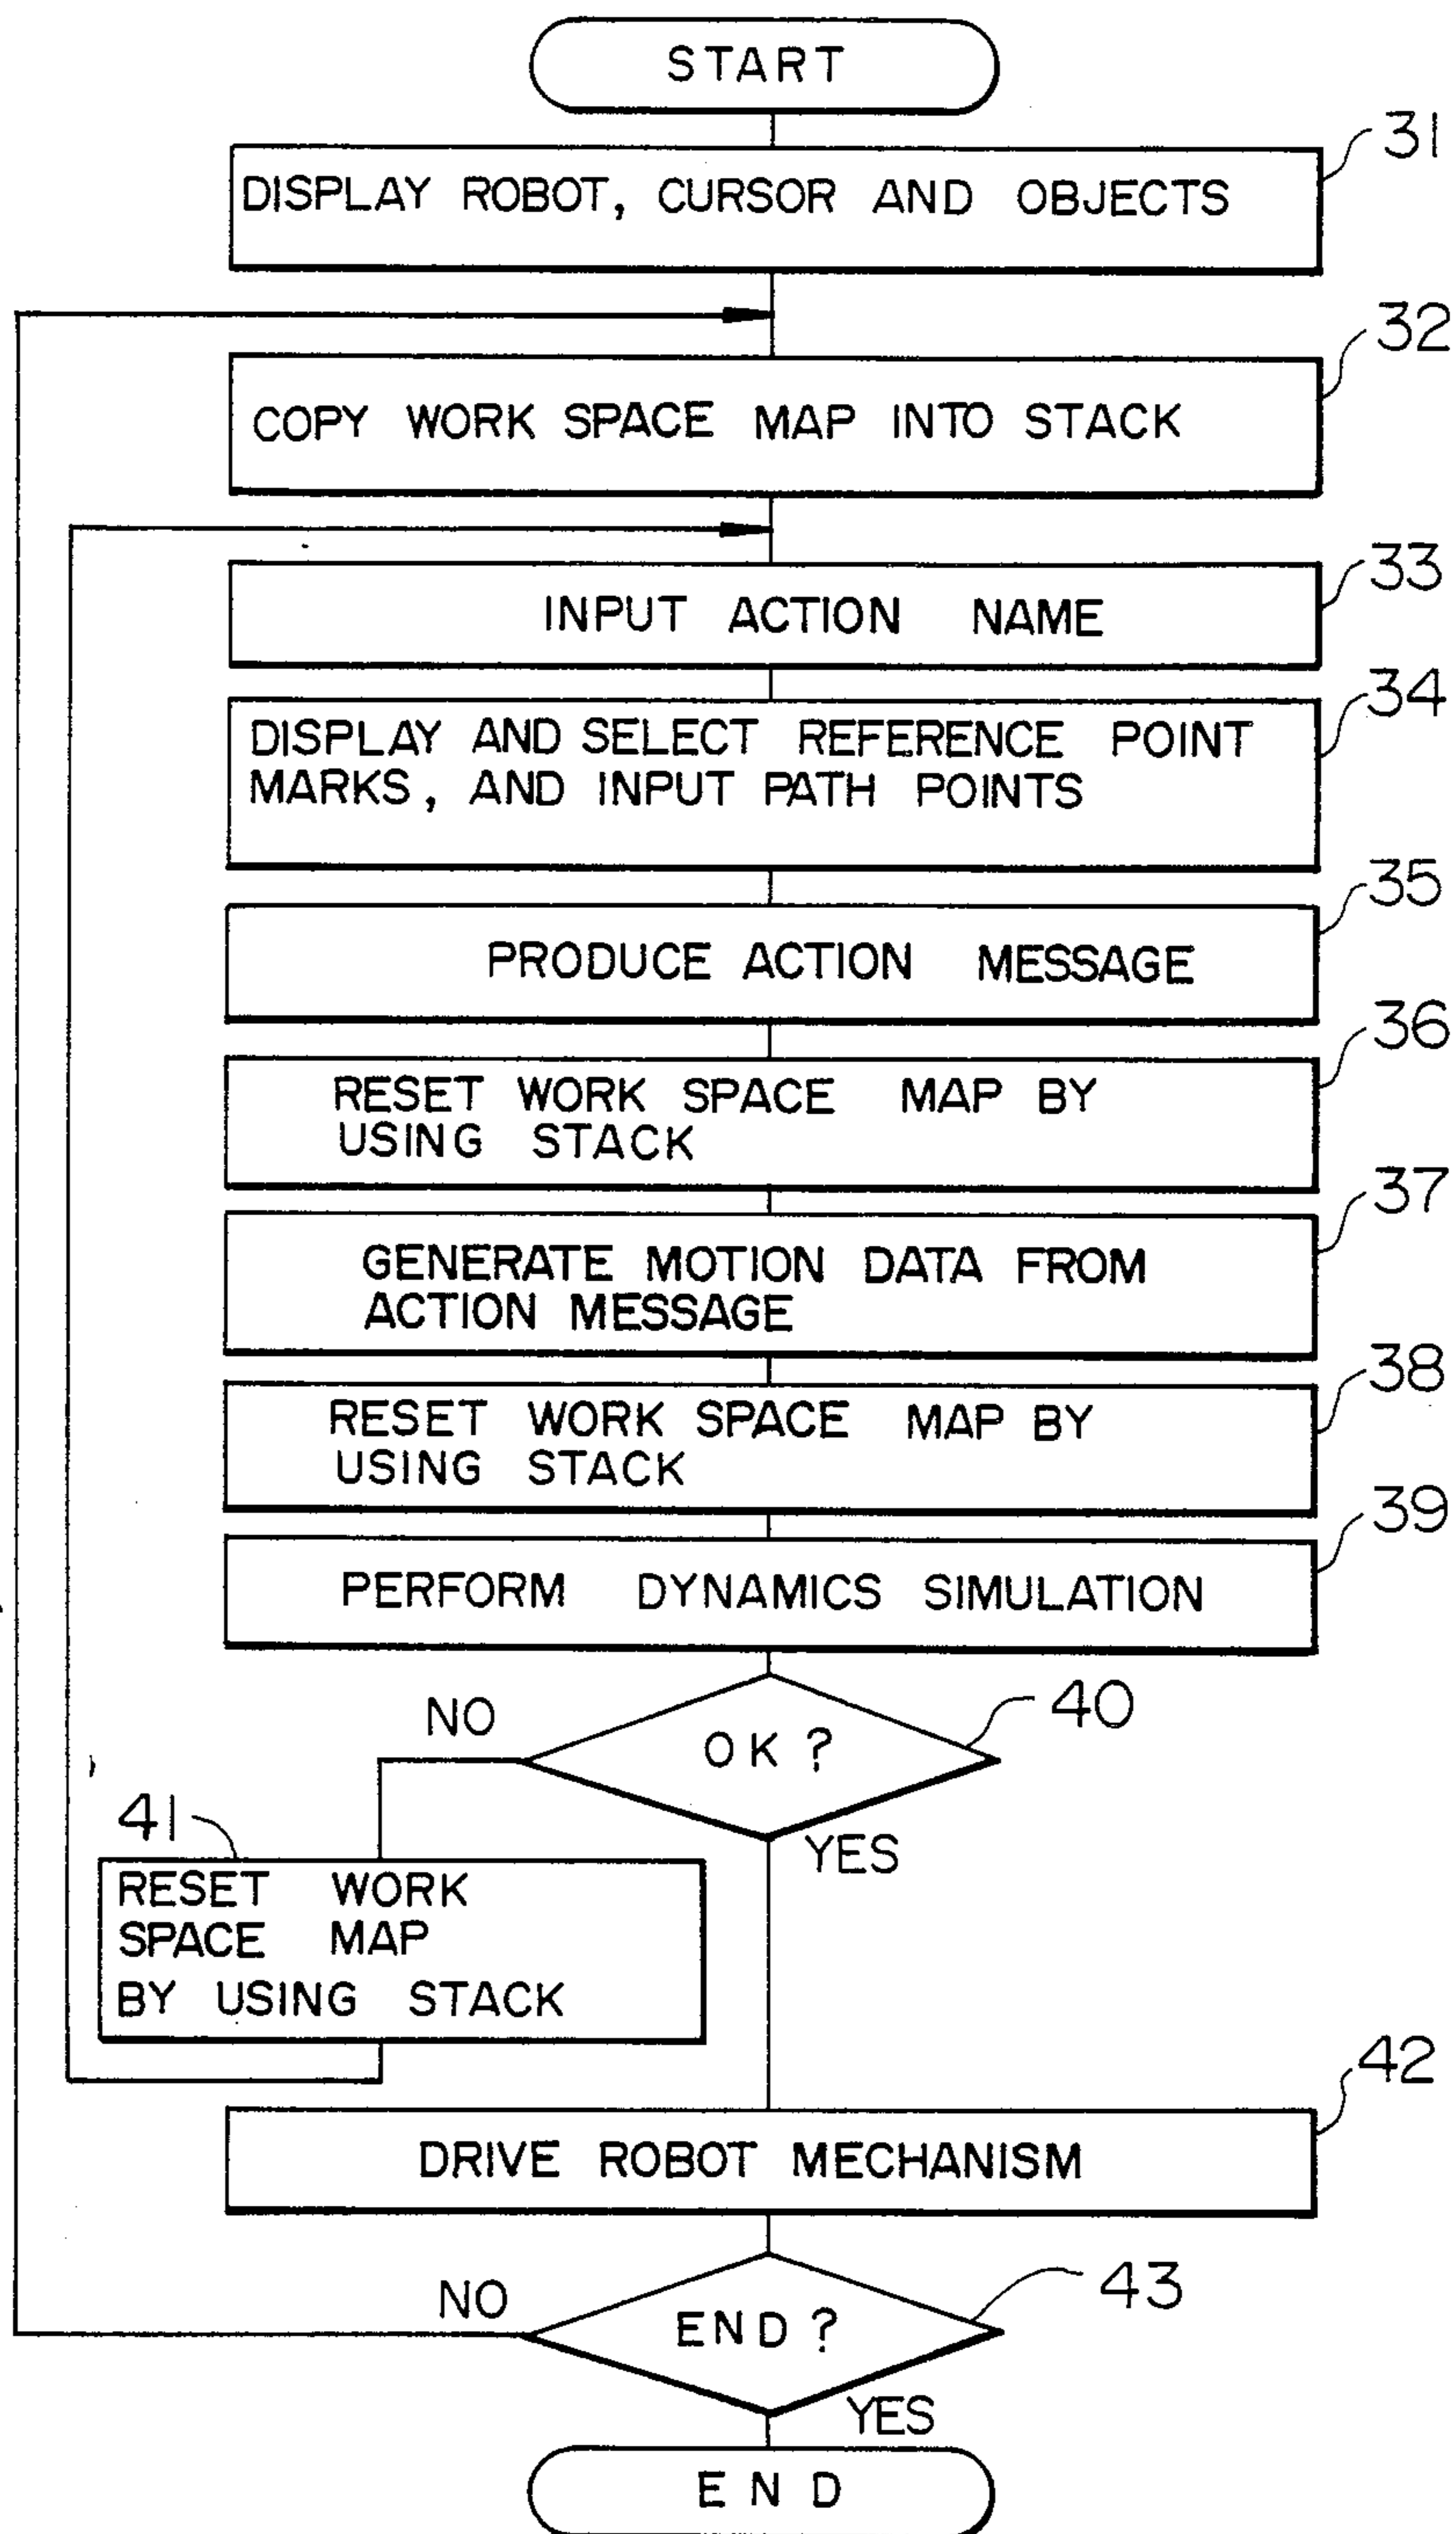 START
31
DISPLAY ROBOT, CURSOR AND OBJECTS
32
COPY WORK SPACE MAP INTO STACK
33
INPUT ACTION NAME
34
DISPLAY AND SELECT REFERENCE POINT
MARKS, AND INPUT PATH POINTS
35
PRODUCE ACTION MESSAGE
36
RESET WORK SPACE MAP BY
USING STACK
37
GENERATE MOTION DATA FROM
ACTION MESSAGE
38
RESET WORK SPACE MAP BY
USING STACK
39
PERFORM DYNAMICS SIMULATION
40
NO
OK?
YES
41
RESET WORK
SPACE MAP
BY USING STACK
42
DRIVE ROBOT MECHANISM
43
NO
END?
YES
END